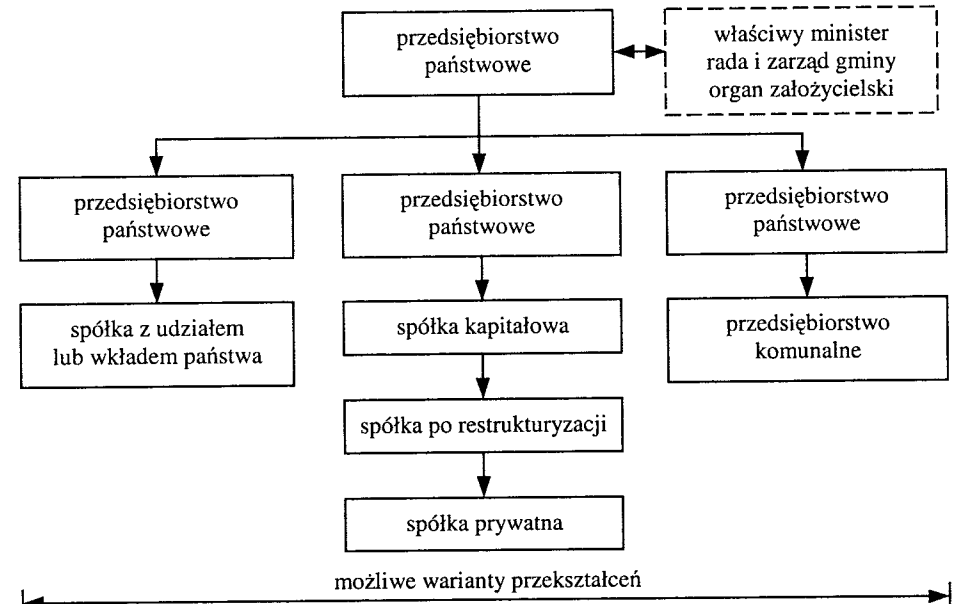 przedsiębiorstwo
państwowe
właściwy minister
rada i zarząd gminy
organ założycielski
przedsiębiorstwo
państwowe
przedsiębiorstwo
państwowe
przedsiębiorstwo
państwowe
spółka z udziałem
lub wkładem państwa
spółka kapitałowa
przedsiębiorstwo
komunalne
spółka po restrukturyzacji
spółka prywatna
możliwe warianty przekształceń